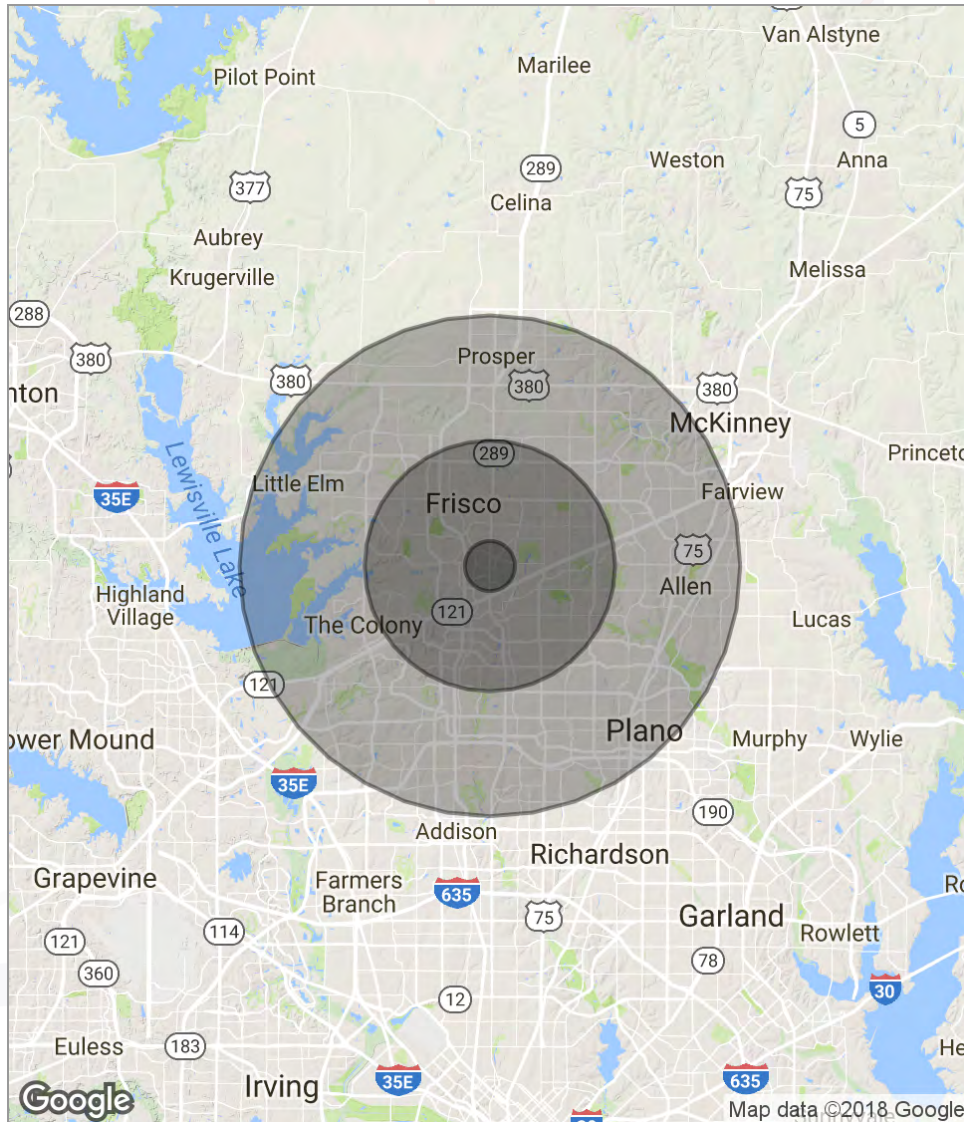 Van Alstyne
Marilee
Pilot Point
5
Weston
Anna
289
377
75
Celina
Aubrey
Krugerville
Melissa
288
Prosper
380
380
380
380
nton
McKinney
289
Princeto
Little Elm
Fairview
35E
Frisco
Lewisville Lake
75
Allen
Highland
Village
121
Lucas
The Colony
121
Plano
ower Mound
Murphy
Wylie
35E
190
Addison
Richardson
Grapevine
Farmers
Branch
635
75
Garland
114
Rowlett
121
78
360
30
12
Euless
183
Irving
35E
635
Google
Map data ©2018 Google